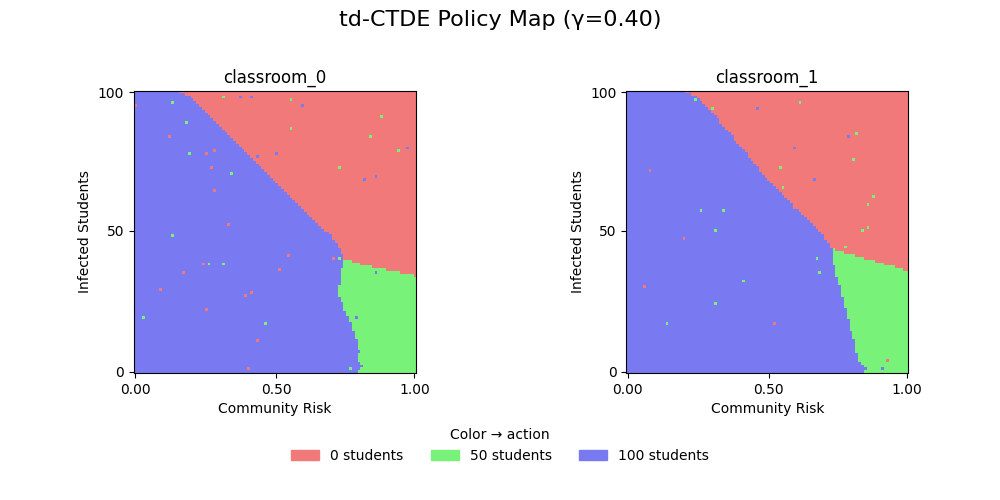 td-CTDE Policy Map (γ=0.40)
classroom_0
classroom_1
100
50
0
Infected Students
0.00 0.50 1.00
Community Risk
100
50
0
Infected Students
0.00 0.50 1.00
Community Risk
Color → action
0 students 50 students 100 students